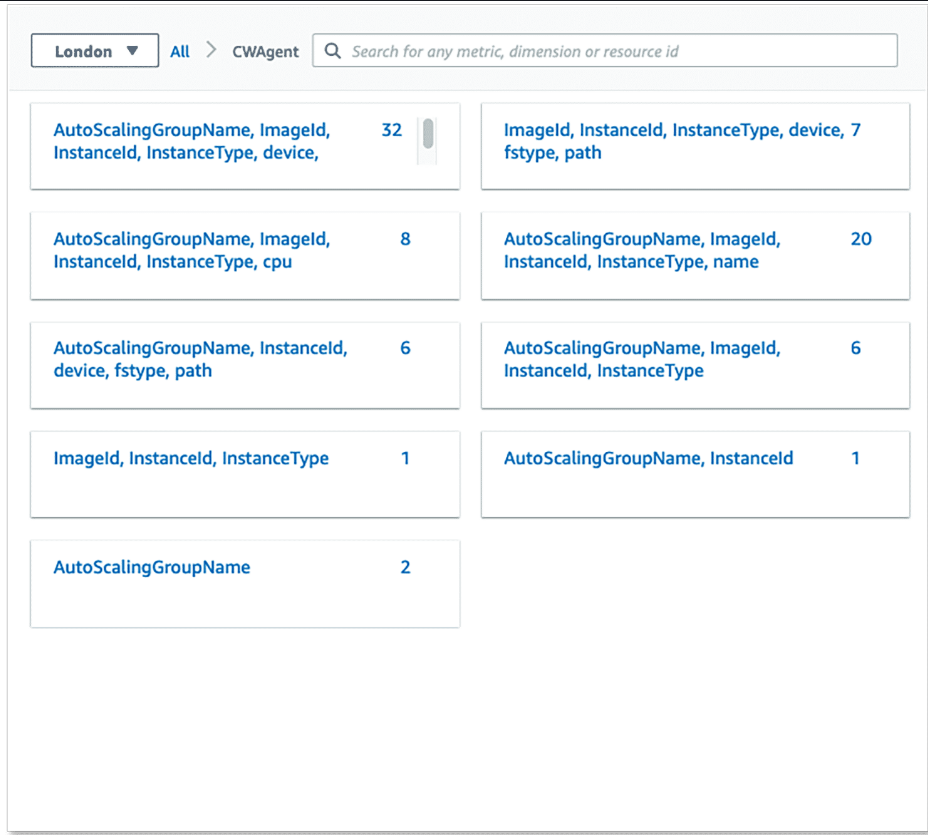 London ▼ All > CWAgent Search for any metric, dimension or resource id
AutoScalingGroupName, ImageId, 32
InstanceId, InstanceType, device,
ImageId, InstanceId, InstanceType, device, 7
fstype, path
AutoScalingGroupName, ImageId, 8
InstanceId, InstanceType, cpu
AutoScalingGroupName, ImageId, 20
InstanceId, InstanceType, name
AutoScalingGroupName, InstanceId, 6
device, fstype, path
AutoScalingGroupName, ImageId, 6
InstanceId, InstanceType
ImageId, InstanceId, InstanceType 1
AutoScalingGroupName, InstanceId 1
AutoScalingGroupName 2